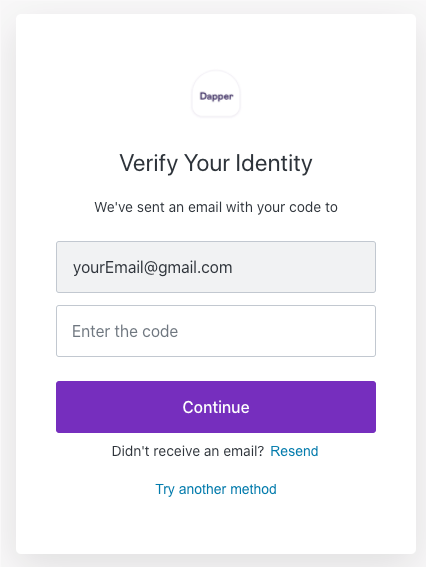 Dapper
Verify Your Identity
We've sent an email with your code to
yourEmail@gmail.com
Enter the code
Continue
Didn't receive an email? Resend
Try another method